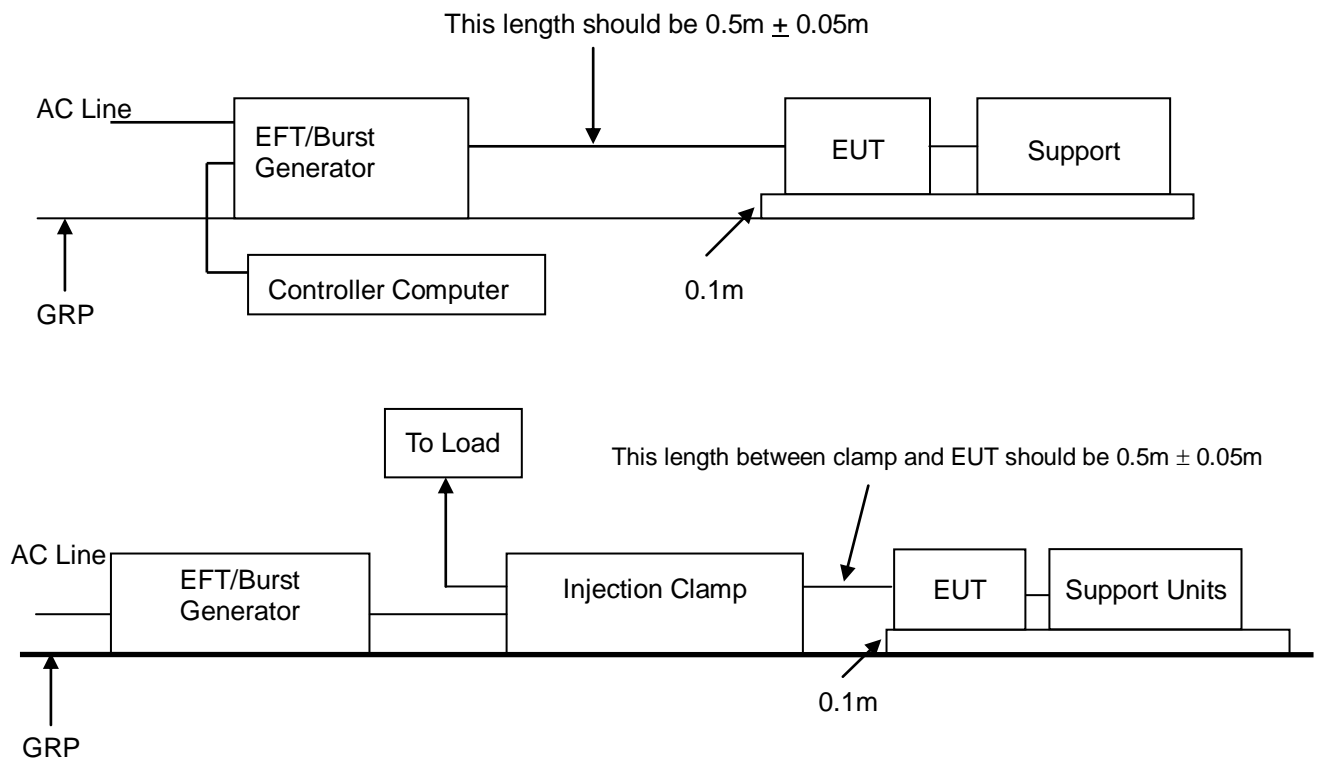 This length should be 0.5m ± 0.05m
AC Line
EFT/Burst
Generator
EUT
Support
Controller Computer
0.1m
GRP
To Load
This length between clamp and EUT should be 0.5m ± 0.05m
AC Line
EFT/Burst
Generator
Injection Clamp
EUT
Support Units
0.1m
GRP